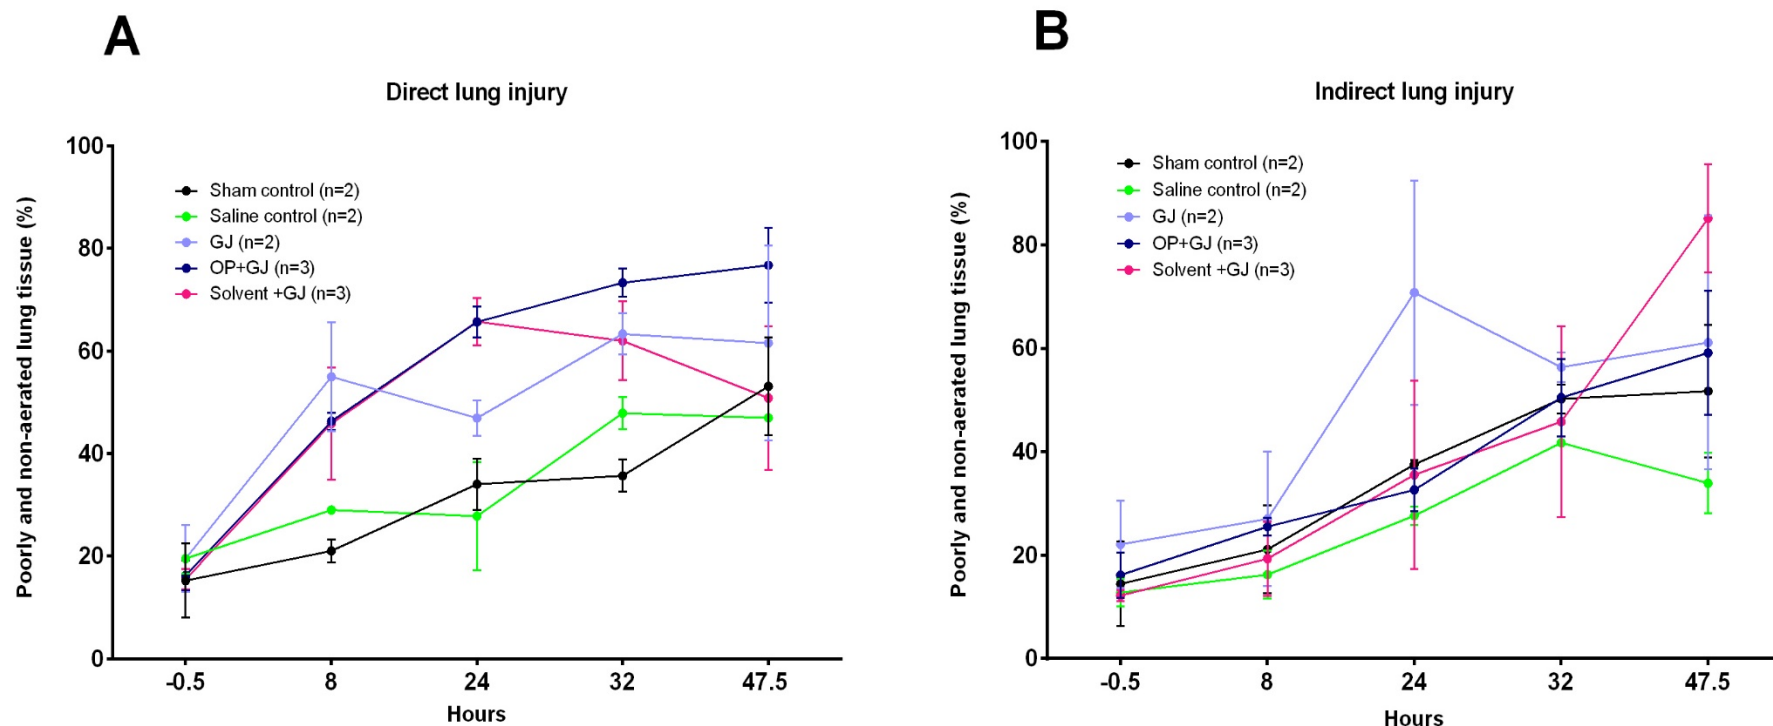 A
Direct lung injury
Poorly and non-aerated lung tissue (%)
100
80
60
40
20
0
Sham control (n=2)
Saline control (n=2)
GJ (n=2)
OP+GJ (n=3)
Solvent +GJ (n=3)
-0.5 8 24 32 47.5
Hours
B
Indirect lung injury
Poorly and non-aerated lung tissue (%)
100
80
60
40
20
0
Sham control (n=2)
Saline control (n=2)
GJ (n=2)
OP+GJ (n=3)
Solvent +GJ (n=3)
-0.5 8 24 32 47.5
Hours